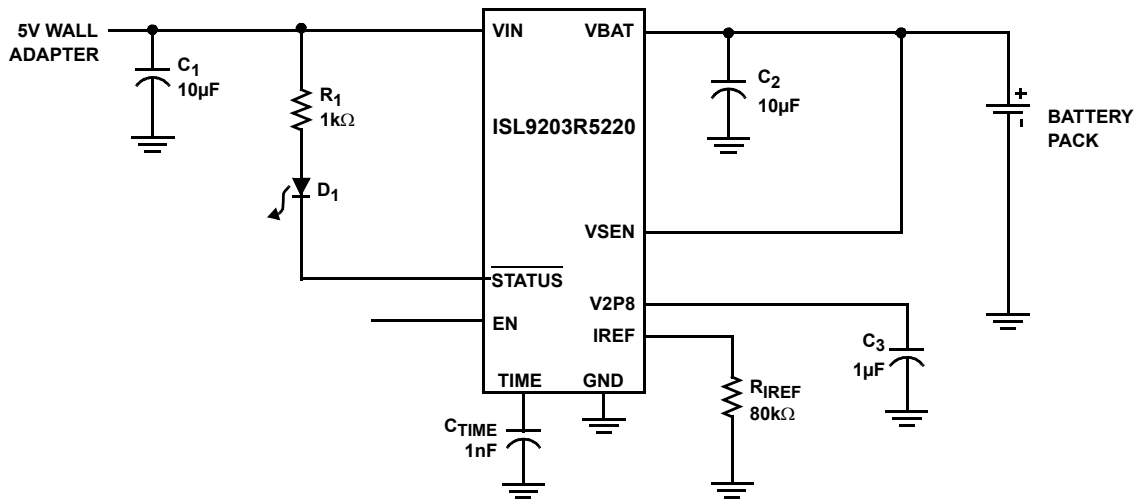 5V WALL
ADAPTER
C1
10µF
R1
1kΩ
D1
VIN
VBAT
ISL9203R5220
VSEN
STATUS
V2P8
EN
IREF
TIME
GND
C2
10µF
+
-
BATTERY
PACK
C3
1µF
RIREF
80kΩ
CTIME
1nF